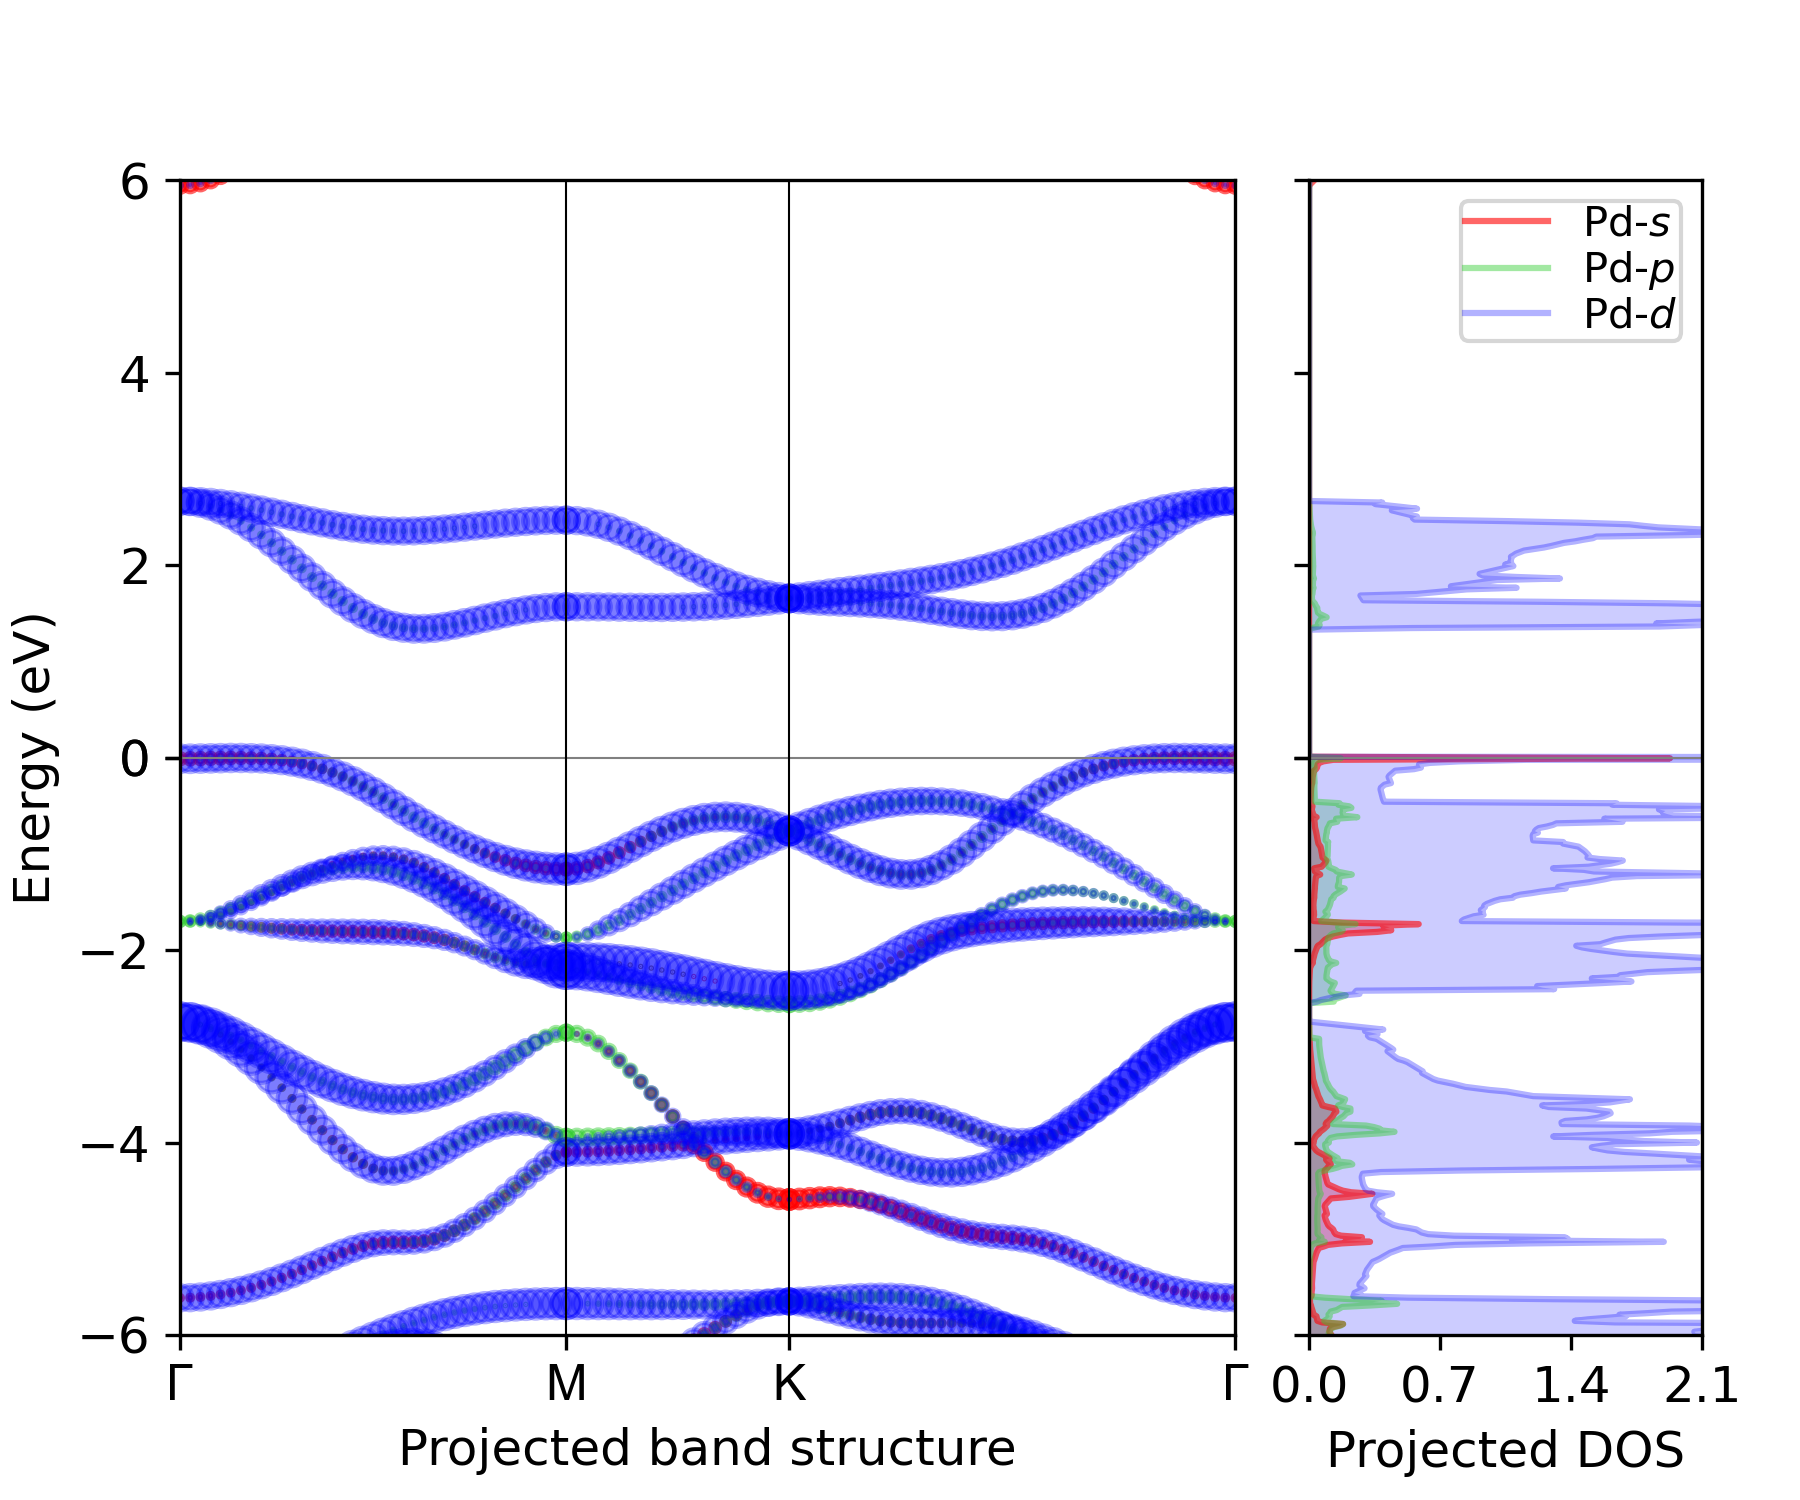 6
4
2
0
−2
−4
−6
Energy (eV)
Γ
M
K
Γ
Projected band structure
Pd-s
Pd-p
Pd-d
0.0
0.7
1.4
2.1
Projected DOS